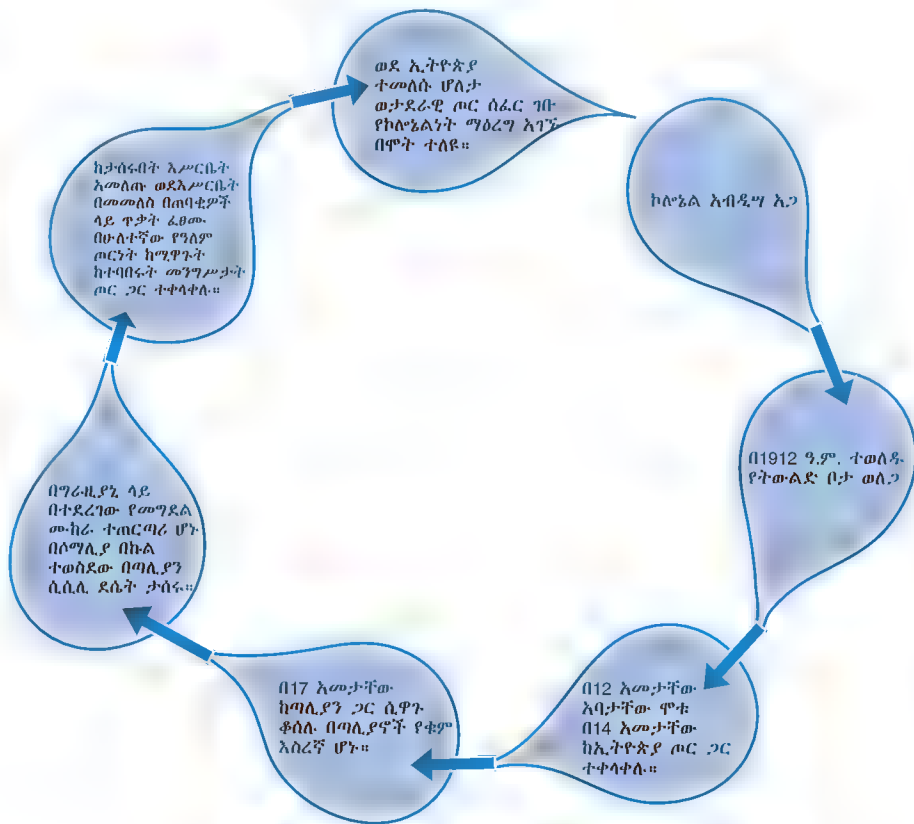 ኮሎኔል አብዲሣ አጋ
በ1912 ዓ.ም. ተወለዱ
የትውልድ ቦታ ወለጋ
በ12 አመታቸው
አባታቸው ሞቱ
በ14 አመታቸው
ከኢትዮጵያ ጦር ጋር
ተቀላቀሉ።
በ17 አመታቸው
ከጣሊያን ጋር ሲዋጉ
ቆሰሉ በጣሊያኖች የቁም
እስረኛ ሆኑ።
በግራዚያኒ ላይ
በተደረገው የመግደል
ሙከራ ተጠርጣሪ ሆኑ
በሶማሊያ በኩል
ተወስደው በጣሊያን
ሲሲሊ ደሴት ታሰሩ።
ከታሰሩበት እሥርቤት
አመለጡ ወደእሥርቤት
በመመለስ በጠባቂዎች
ላይ ጥቃት ፈፀሙ
በሁለተኛው የዓለም
ጦርነት ከሚዋጉት
ከተባበሩት መንግሥታት
ጦር ጋር ተቀላቀሉ።
ወደ ኢትዮጵያ
ተመለሱ ሆለታ
ወታደራዊ ጦር ሰፈር ገቡ
የኮሎኔልነት ማዕረግ አገኙ
በሞት ተለዩ።